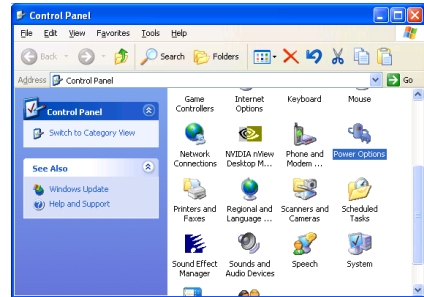 Control Panel
File Edit View Favorites Tools Help
Back Search Folders
Address Control Panel Go
Control Panel
Switch to Category View
See Also
Windows Update
Help and Support
Game Controllers
Internet Options
Keyboard
Mouse
Network Connections
NVIDIA nView Desktop M...
Phone and Modem ...
Power Options
Printers and Faxes
Regional and Language ...
Scanners and Cameras
Scheduled Tasks
Sound Effect Manager
Sounds and Audio Devices
Speech
System